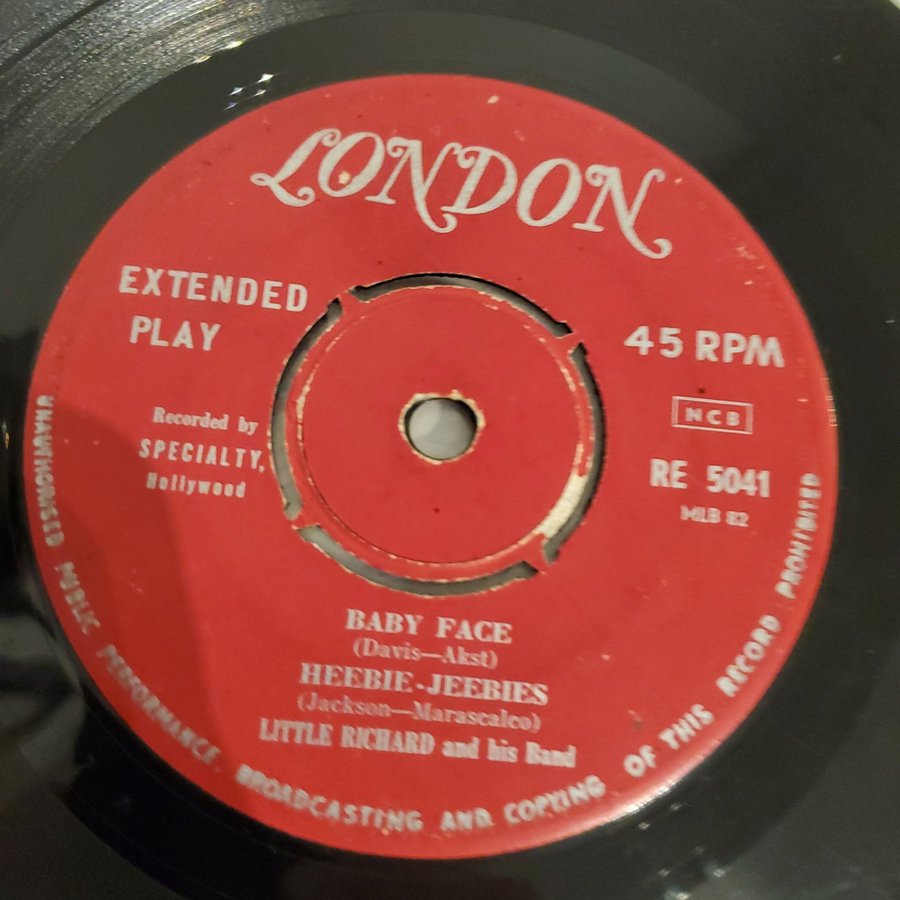 LONDON
EXTENDED
PLAY
45 RPM
Recorded by
SPECIALTY,
Hollywood
NCB
RE 5041
MLB 82
BABY FACE
(Davis—Akst)
HEEBIE-JEEBIES
(Jackson—Marascalco)
LITTLE RICHARD and his Band
UNAUTHORISED PUBLIC PERFORMANCE BROADCASTING AND COPYING OF THIS RECORD PROHIBITED